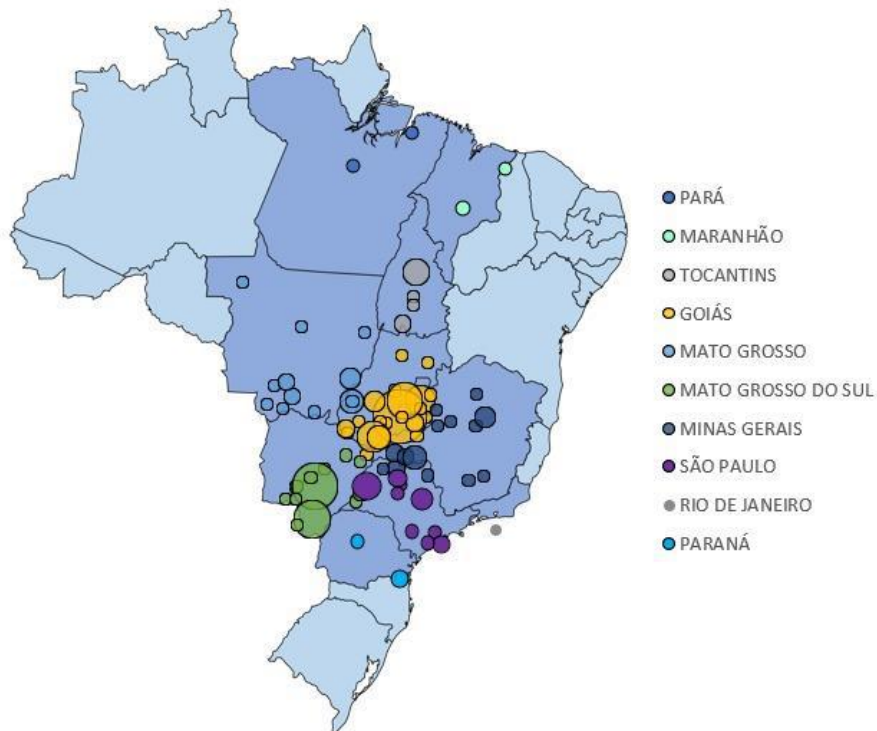 PARÁ
MARANHÃO
TOCANTINS
GOIÁS
MATO GROSSO
MATO GROSSO DO SUL
MINAS GERAIS
SÃO PAULO
RIO DE JANEIRO
PARANÁ